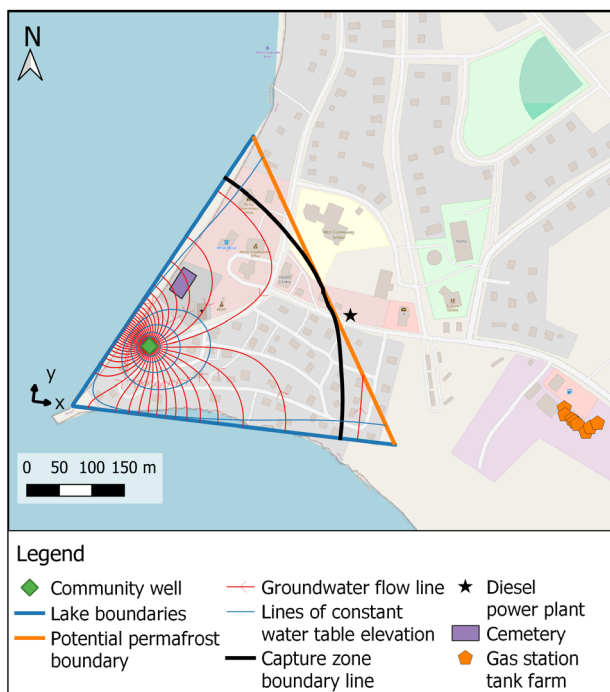 N
y
x
0 50 100 150 m
Legend
Community well
Lake boundaries
Potential permafrost
boundary
Groundwater flow line
Lines of constant
water table elevation
Capture zone
boundary line
Diesel
power plant
Cemetery
Gas station
tank farm